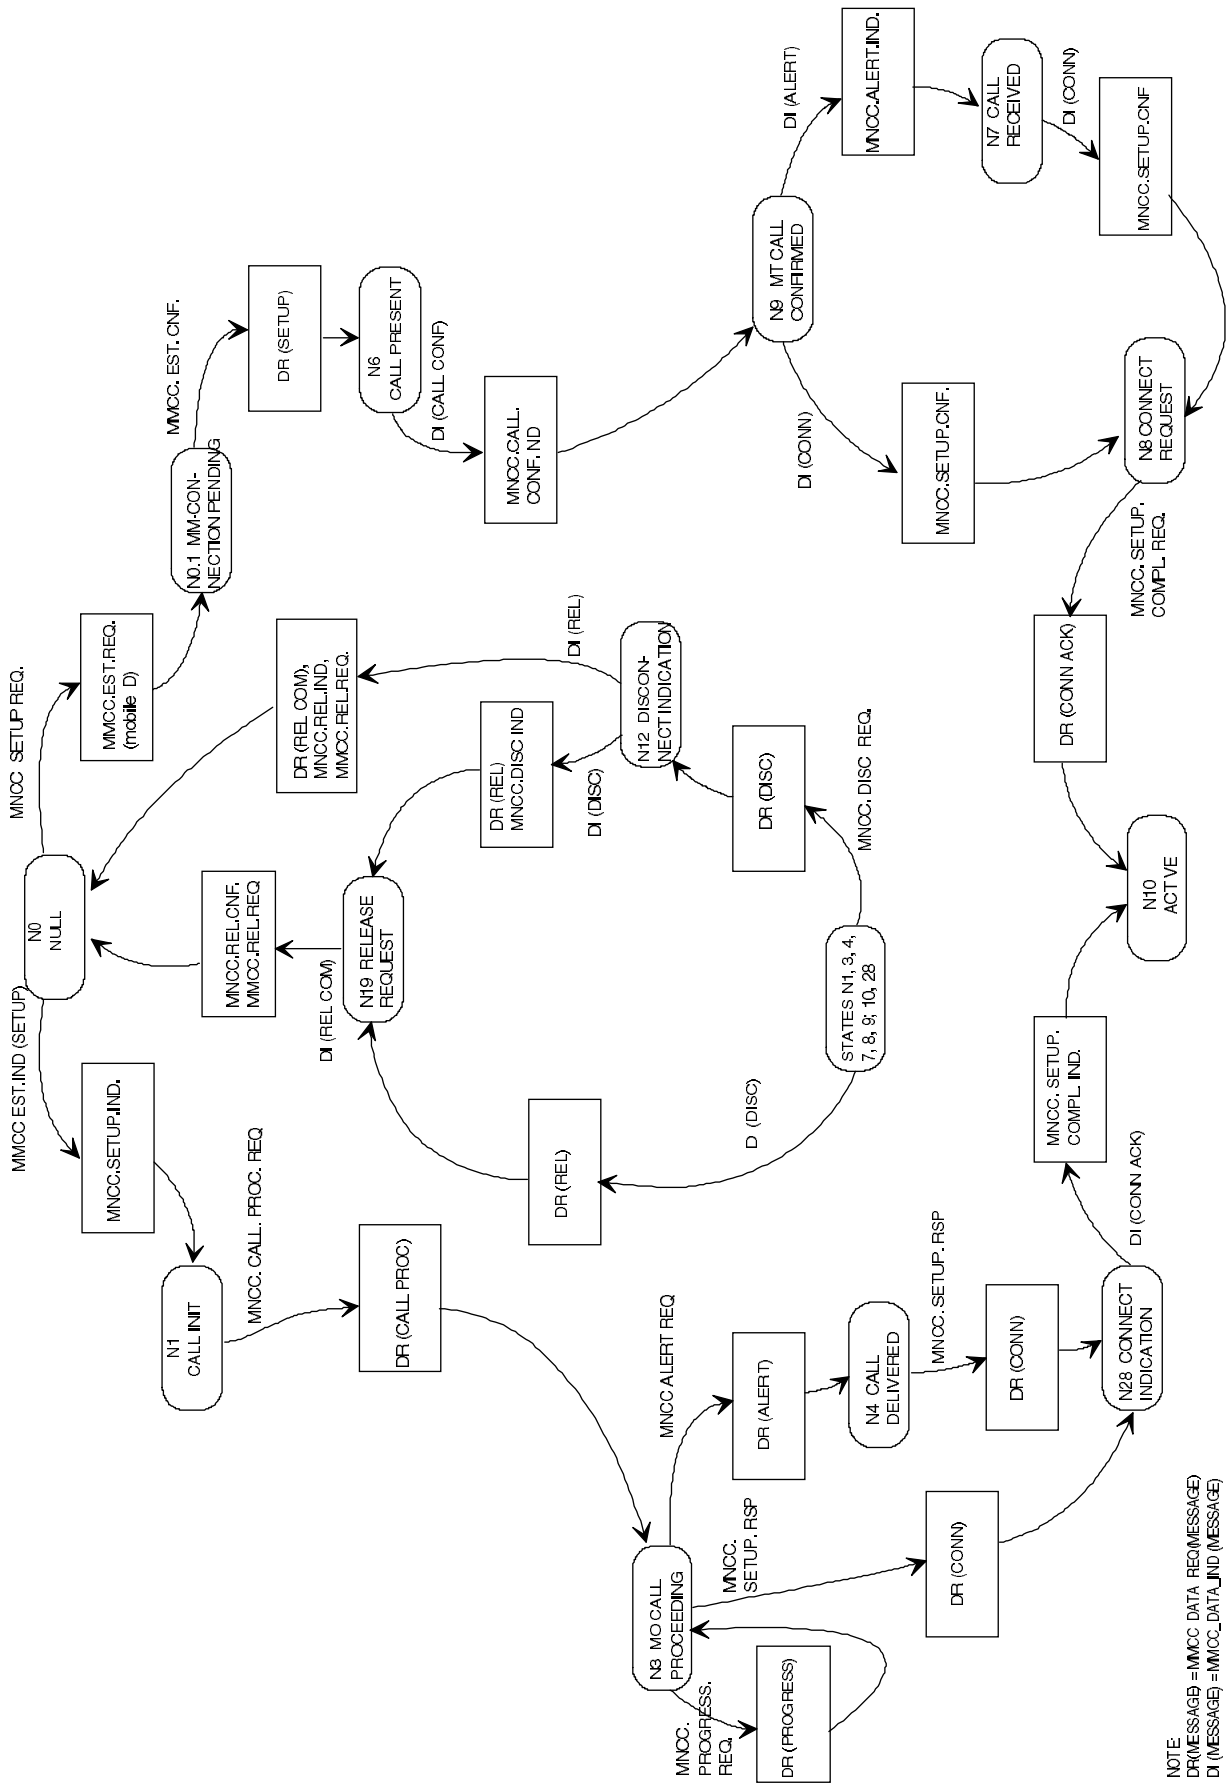 N0
NULL
MNCC SETUP REQ.
MMCC.EST.REQ.
(mobile D)
N0.1 MM-CON-
NECTION PENDING
MMCC. EST. CNF.
DR (SETUP)
N6
CALL PRESENT
DI (CALL CONF)
MNCC.CALL.
CONF. ND
N9 MT CALL
CONFIRMED
DI (ALERT)
MNCC.ALERT.IND.
N7 CALL
RECEIVED
DI (CONN)
MNCC.SETUP.CNF
DI (CONN)
MNCC.SETUP.CNF.
N8 CONNECT
REQUEST
MNCC. SETUP.
COMPL. REQ.
DR (CONN ACK)
N10
ACT VE
MMCC EST.IND (SETUP)
MNCC.SETUP.IND.
N1
CALL INIT
MNCC. CALL. PROC. REQ
DR (CALL PROC)
N3 MO CALL
PROCEEDING
MNCC.
PROGRESS.
REQ.
DR (PROGRESS)
MNCC.
SETUP. RSP
DR (CONN)
MNCC ALERT REQ
DR (ALERT)
N4 CALL
DELIVERED
MNCC. SETUP. RSP
DR (CONN)
N28 CONNECT
INDICATION
DI (CONN ACK)
MNCC. SETUP.
COMPL. IND.
DR (REL COM),
MNCC.REL.IND,
MMCC.REL.REQ.
DI (REL)
N12 DISCON-
NECT INDICATION
DI (DISC)
DR (REL)
MNCC.DISC IND
MNCC.REL.CNF.
MMCC.REL.REQ
DI (REL COM)
N19 RELEASE
REQUEST
DR (DISC)
MNCC. DISC REQ.
STATES N1, 3, 4,
7, 8, 9; 10, 28
D (DISC)
DR (REL)
NOTE:
DR(MESSAGE) = MMCC DATA REQ(MESSAGE)
DI (MESSAGE) = MMCC_DATA_IND (MESSAGE)